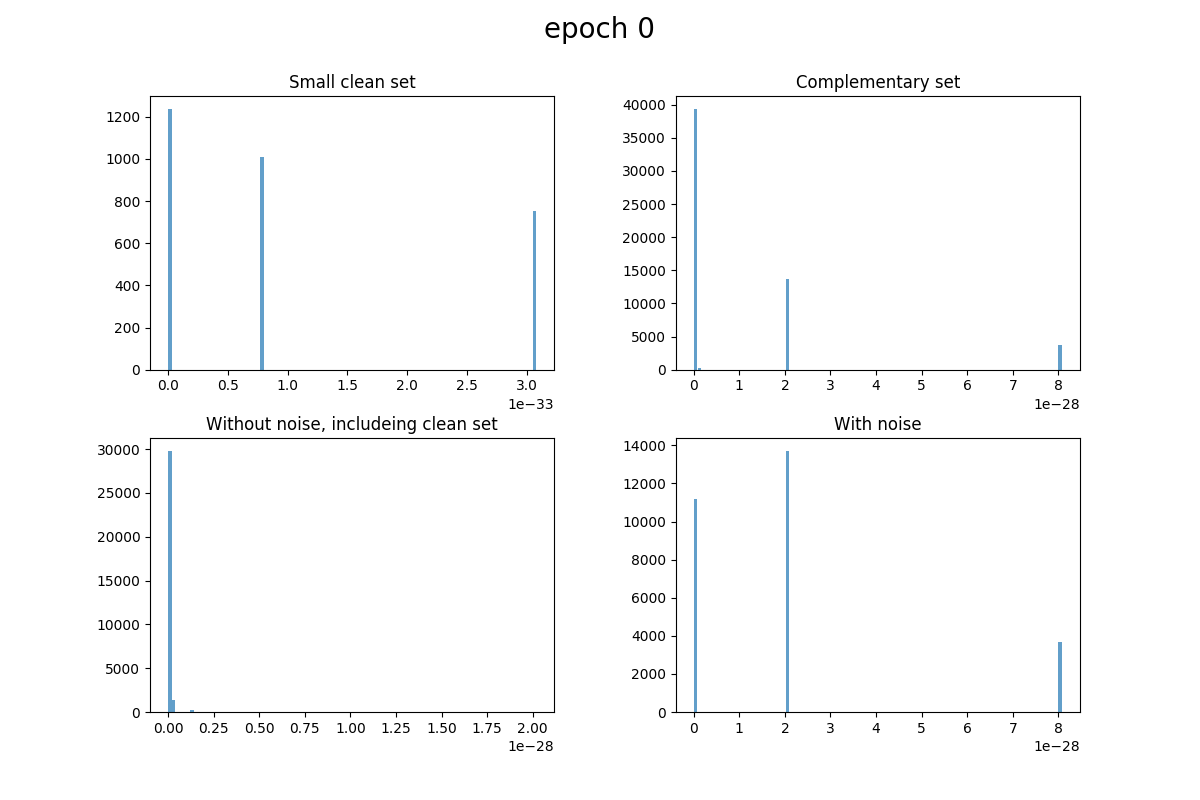 epoch 0
Small clean set
1200
1000
800
600
400
200
0
0.0 0.5 1.0 1.5 2.0 2.5 3.0
1e−33
Complementary set
40000
35000
30000
25000
20000
15000
10000
5000
0
0 1 2 3 4 5 6 7 8
1e−28
Without noise, includeing clean set
30000
25000
20000
15000
10000
5000
0
0.00 0.25 0.50 0.75 1.00 1.25 1.50 1.75 2.00
1e−28
With noise
14000
12000
10000
8000
6000
4000
2000
0
0 1 2 3 4 5 6 7 8
1e−28